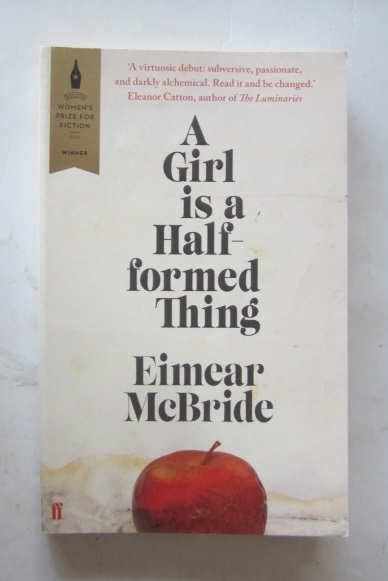 'A virtuosic debut: subversive, passionate,
and darkly alchemical. Read it and be changed.'
Eleanor Catton, author of The Luminaries
WOMEN'S
PRIZE FOR
FICTION
WINNER
A
Girl
is a
Half-
formed
Thing
Eimear
McBride
ff